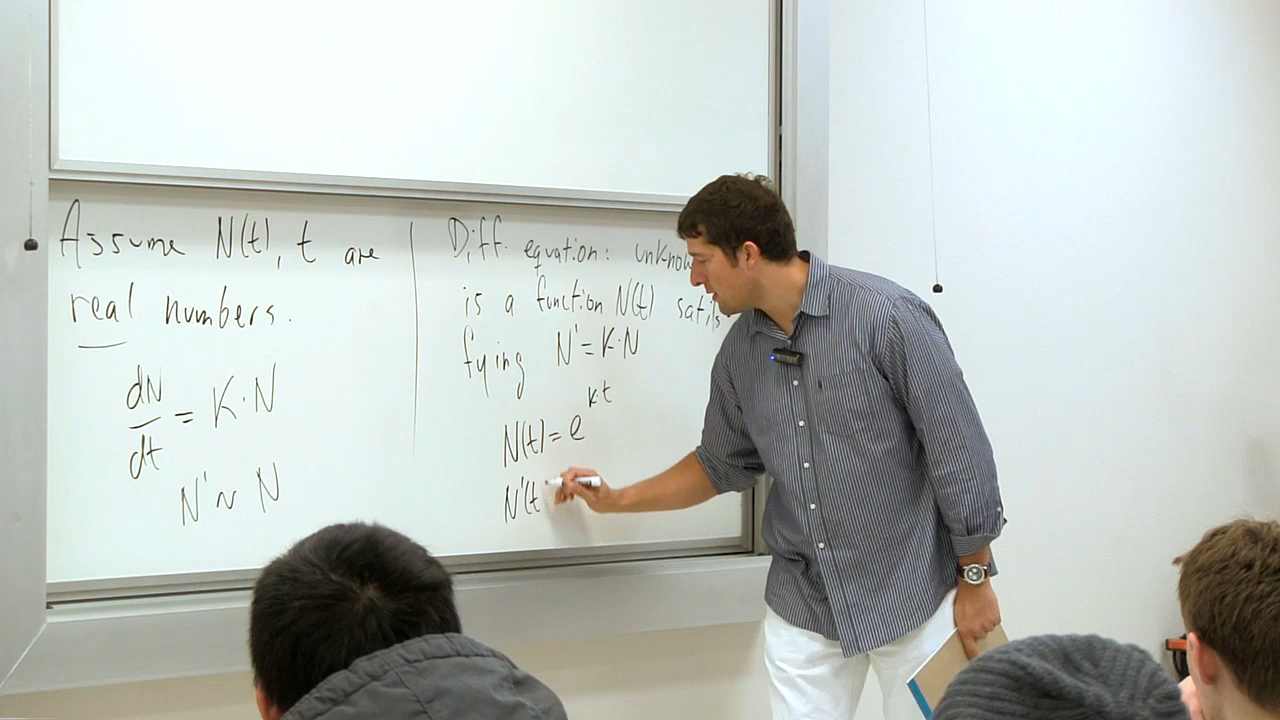 Assume N(t), t are
real numbers.
dN/dt = K·N
N' ~ N
Diff. equation: unknow
is a function N(t) satis-
fying N' = K·N
N(t) = e^{kt}
N'(t